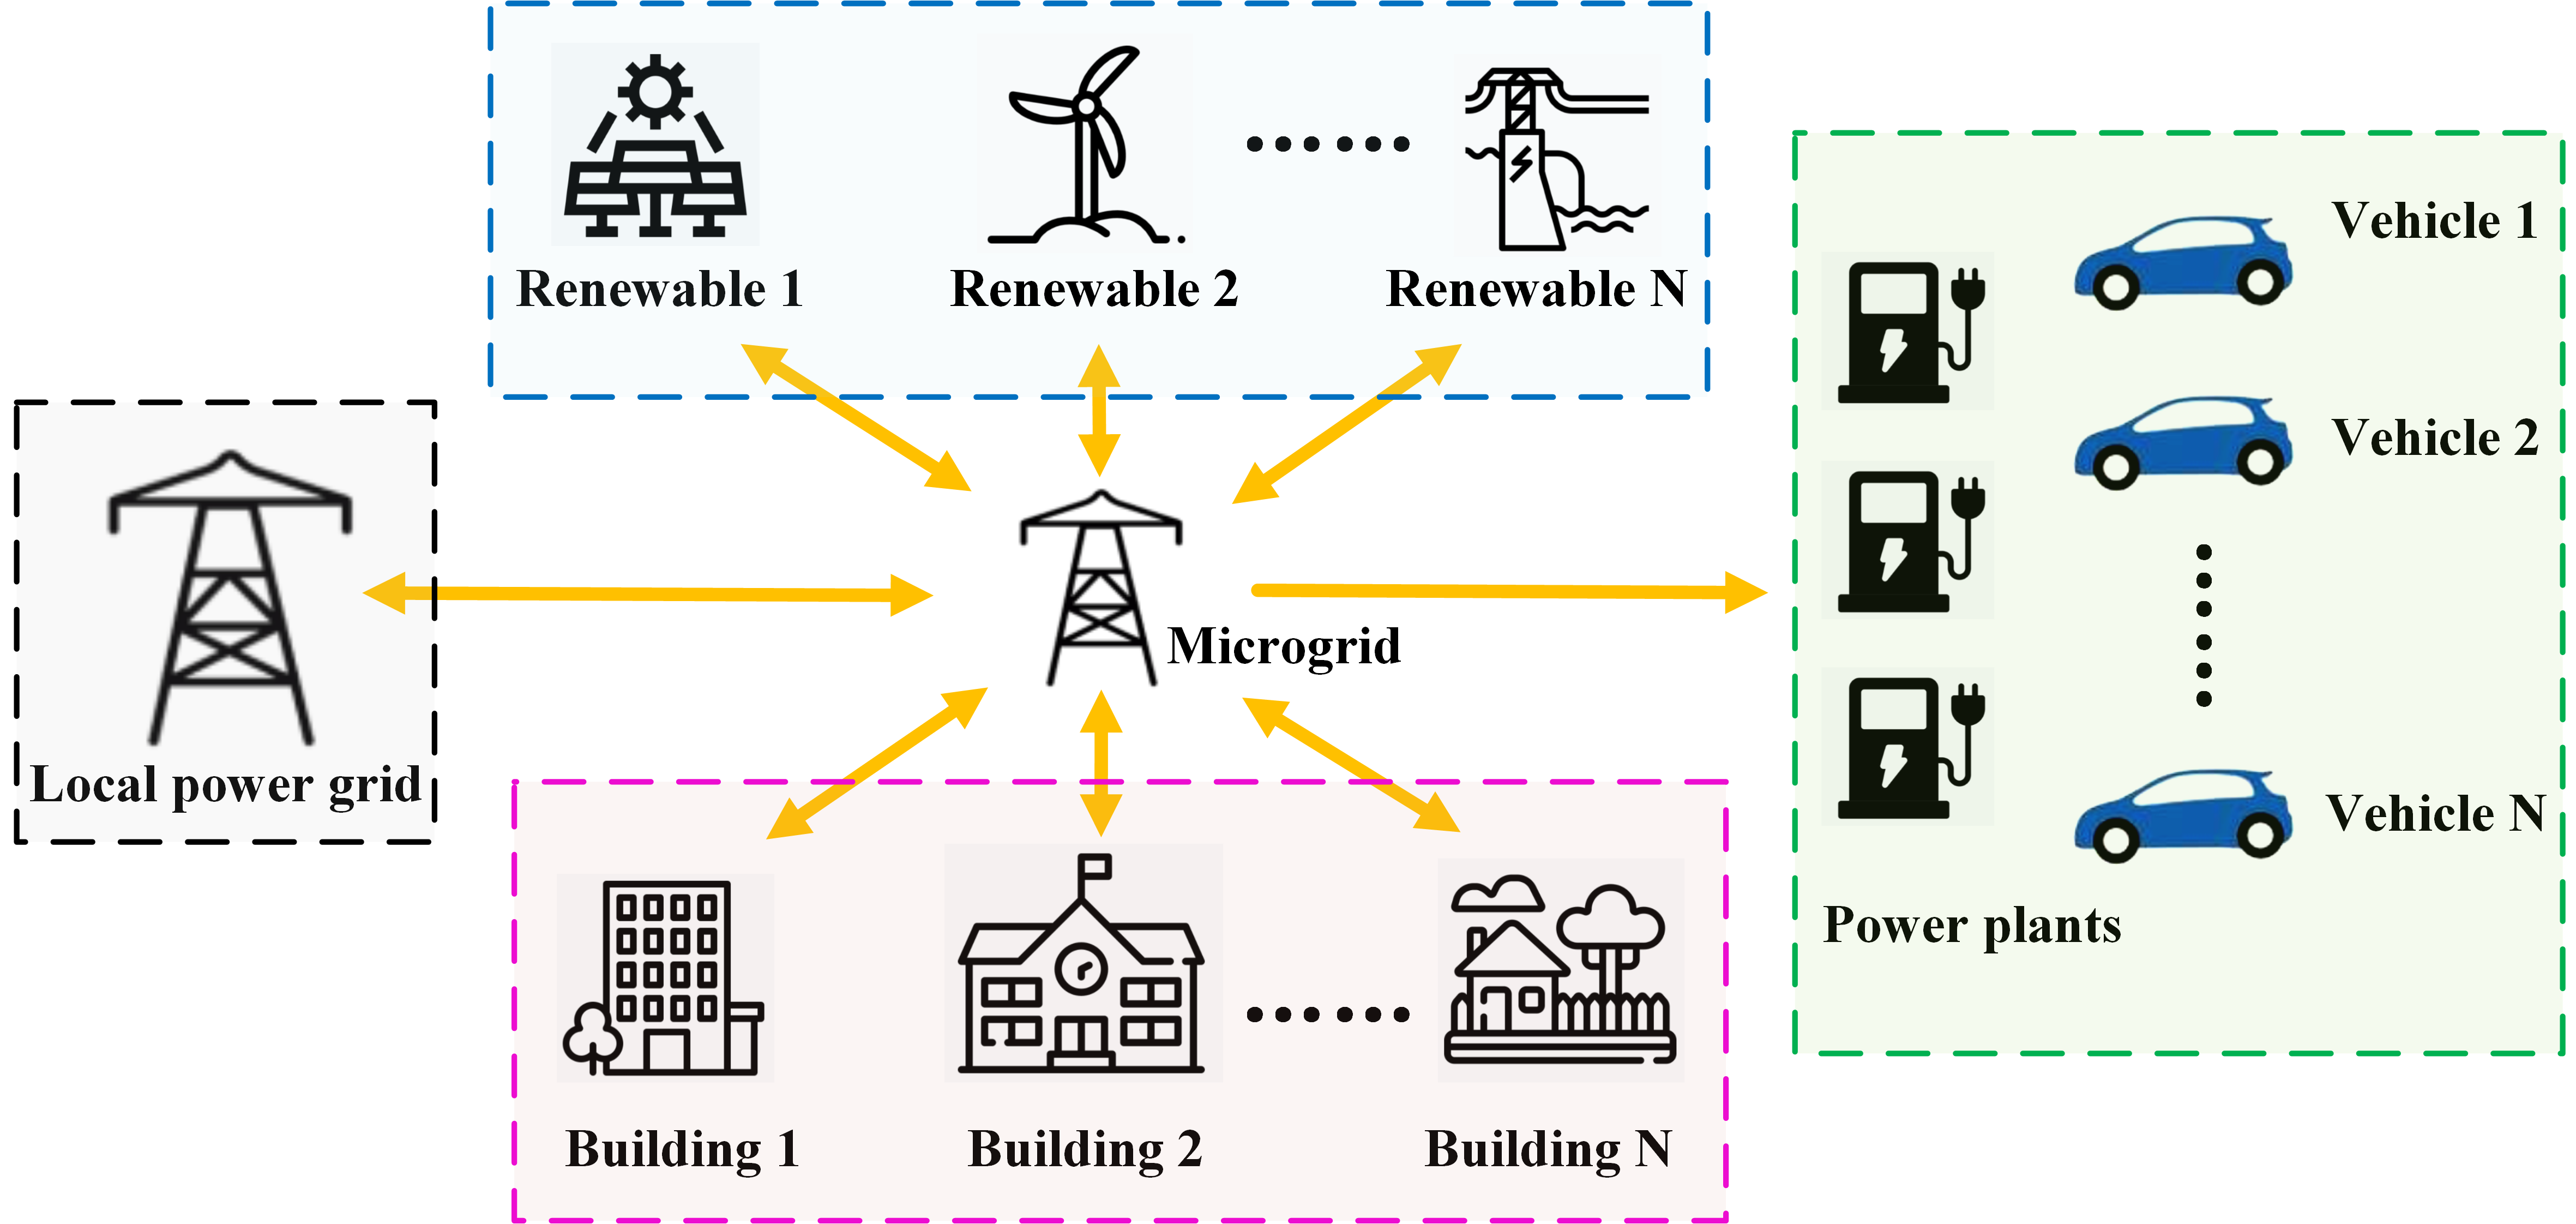 Renewable 1
Renewable 2
Renewable N
Vehicle 1
Vehicle 2
Vehicle N
Power plants
Local power grid
Microgrid
Building 1
Building 2
Building N